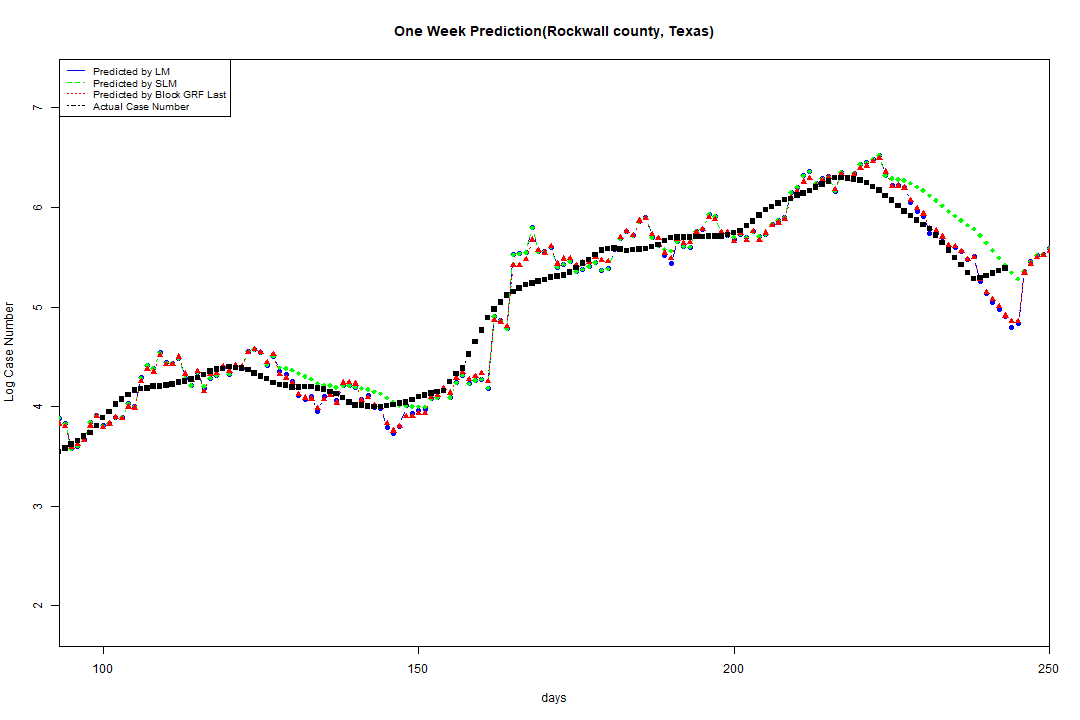 One Week Prediction(Rockwall county, Texas)
Predicted by LM
Predicted by SLM
Predicted by Block GRF Last
Actual Case Number
Log Case Number
7
6
5
4
3
2
100 150 200 250
days